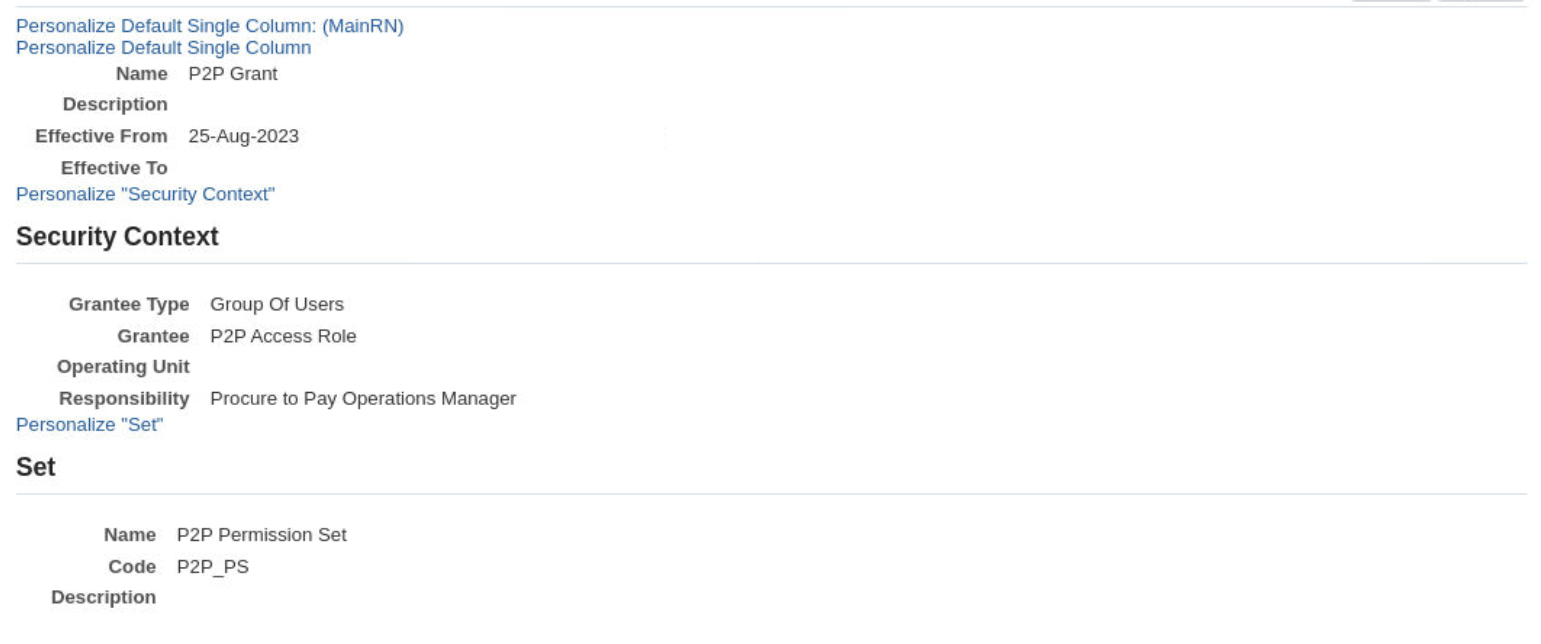 Personalize Default Single Column: (MainRN)
Personalize Default Single Column
Name P2P Grant
Description
Effective From 25-Aug-2023
Effective To
Personalize "Security Context"
Security Context
Grantee Type Group Of Users
Grantee P2P Access Role
Operating Unit
Responsibility Procure to Pay Operations Manager
Personalize "Set"
Set
Name P2P Permission Set
Code P2P_PS
Description